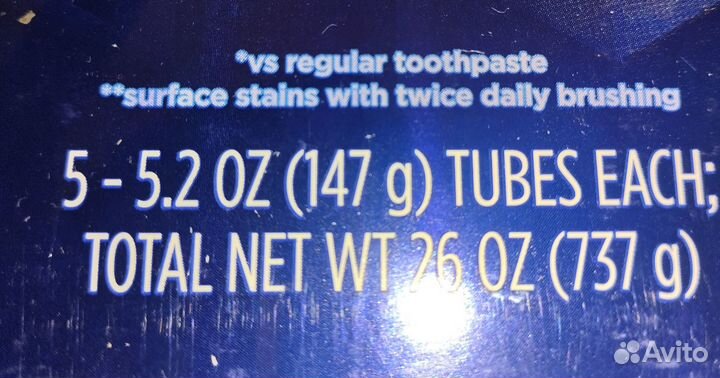 *vs regular toothpaste
**surface stains with twice daily brushing
5 - 5.2 OZ (147 g) TUBES EACH;
TOTAL NET WT 26 OZ (737 g)
Avito